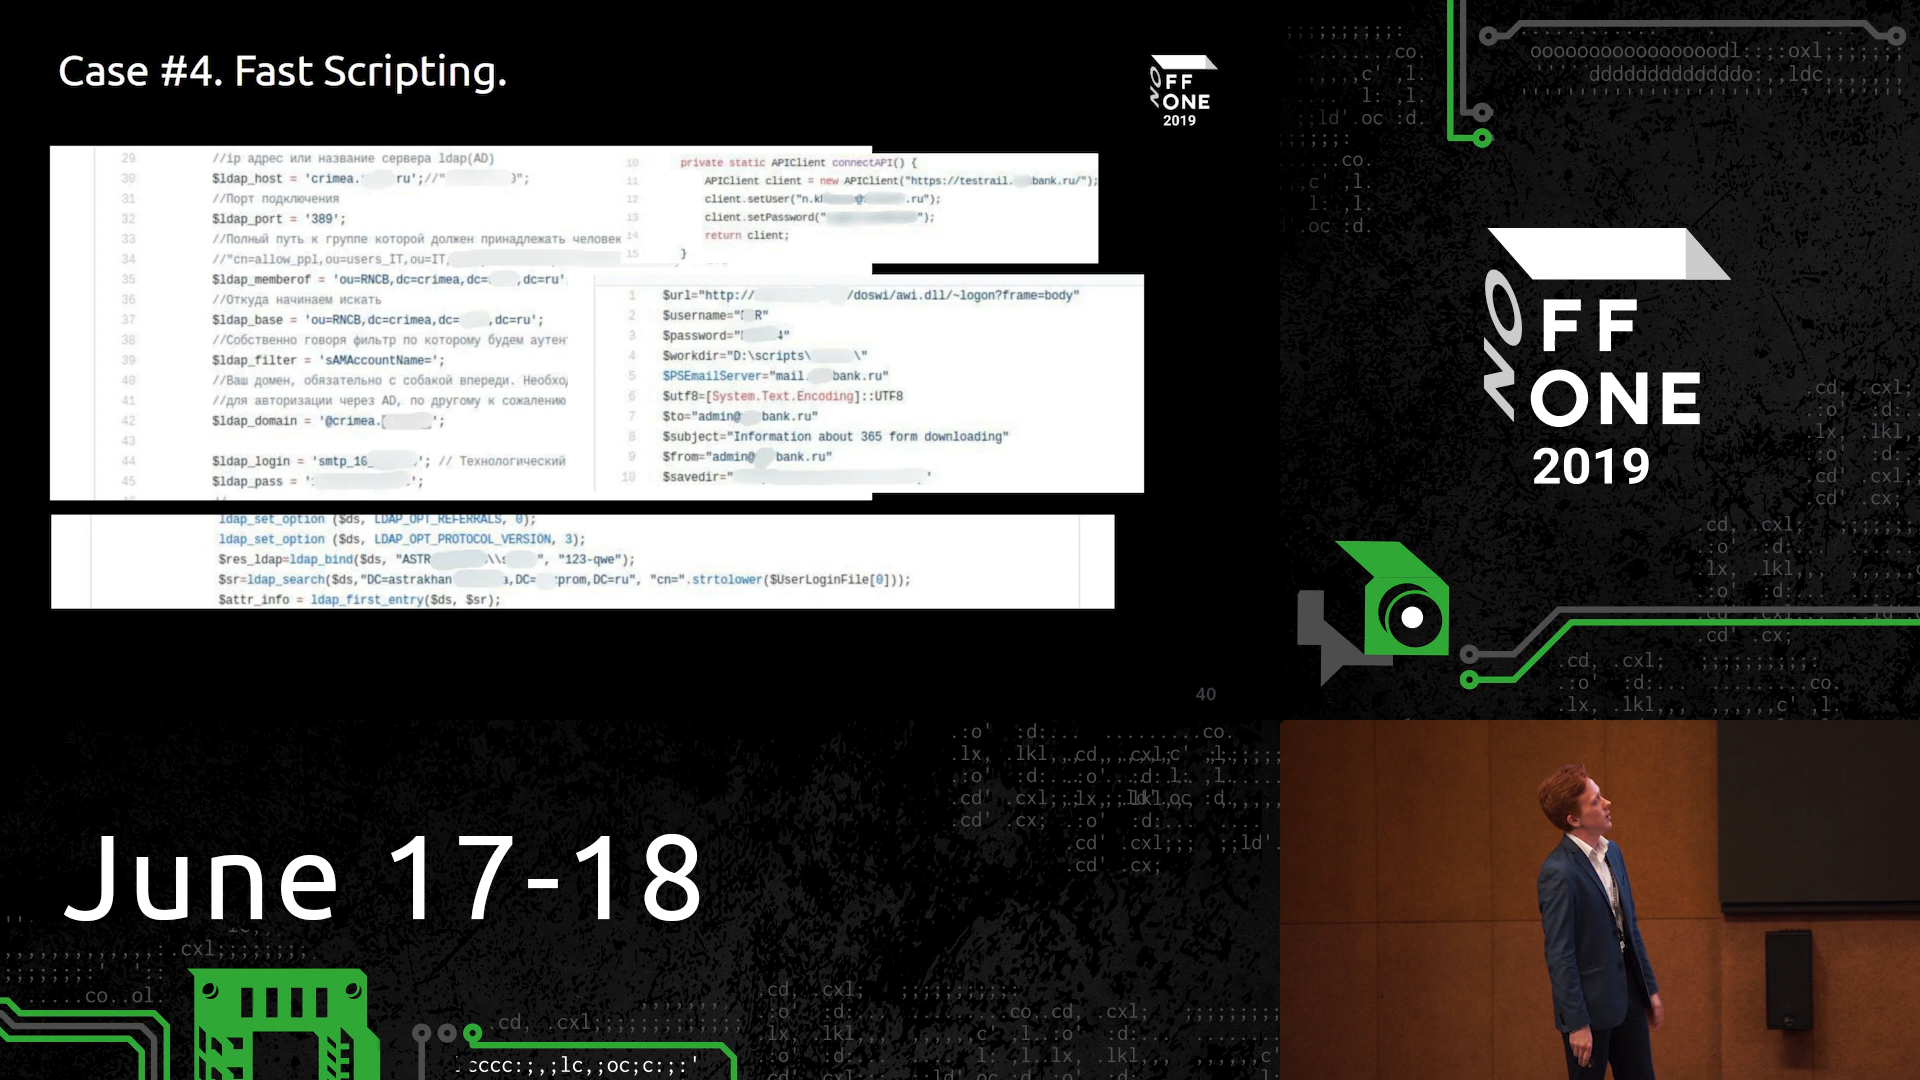 Case #4. Fast Scripting.
OFF
ZONE
2019
29 //ip адрес или название сервера ldap(AD)
30 $ldap_host = 'crimea. ru';//" ";
31 //Порт подключения
32 $ldap_port = '389';
33 //Полный путь к группе которой должен принадлежать человек
34 //"cn=allow_ppl,ou=users_IT,ou=IT,
35 $ldap_memberof = 'ou=RNCB,dc=crimea,dc= ,dc=ru'
36 //Откуда начинаем искать
37 $ldap_base = 'ou=RNCB,dc=crimea,dc= ,dc=ru';
38 //Собственно говоря фильтр по которому будем аутен
39 $ldap_filter = 'sAMAccountName=';
40 //Ваш домен, обязательно с собакой впереди. Необхо
41 //для авторизации через AD, по другому к сожалению
42 $ldap_domain = '@crimea. ';
43
44 $ldap_login = 'smtp_16_ '; // Технологический
45 $ldap_pass = ' ';
10 private static APIClient connectAPI() {
11 APIClient client = new APIClient("https://testrail. bank.ru/");
12 client.setUser("n.k @ .ru");
13 client.setPassword(" ");
14 return client;
15 }
1 $url="http:// /doswi/awi.dll/~logon?frame=body"
2 $username=" R"
3 $password=" 4"
4 $workdir="D:\scripts\ \"
5 $PSEmailServer="mail. bank.ru"
6 $utf8=[System.Text.Encoding]::UTF8
7 $to="admin@ bank.ru"
8 $subject="Information about 365 form downloading"
9 $from="admin@ bank.ru"
10 $savedir=" '
ldap_set_option ($ds, LDAP_OPT_REFERRALS, 0);
ldap_set_option ($ds, LDAP_OPT_PROTOCOL_VERSION, 3);
$res_ldap=ldap_bind($ds, "ASTR \\s ", "123-qwe");
$sr=ldap_search($ds,"DC=astrakhan a,DC= prom,DC=ru", "cn=".strtolower($UserLoginFile[0]));
$attr_info = ldap_first_entry($ds, $sr);
40
OFF
ZONE
2019
June 17-18